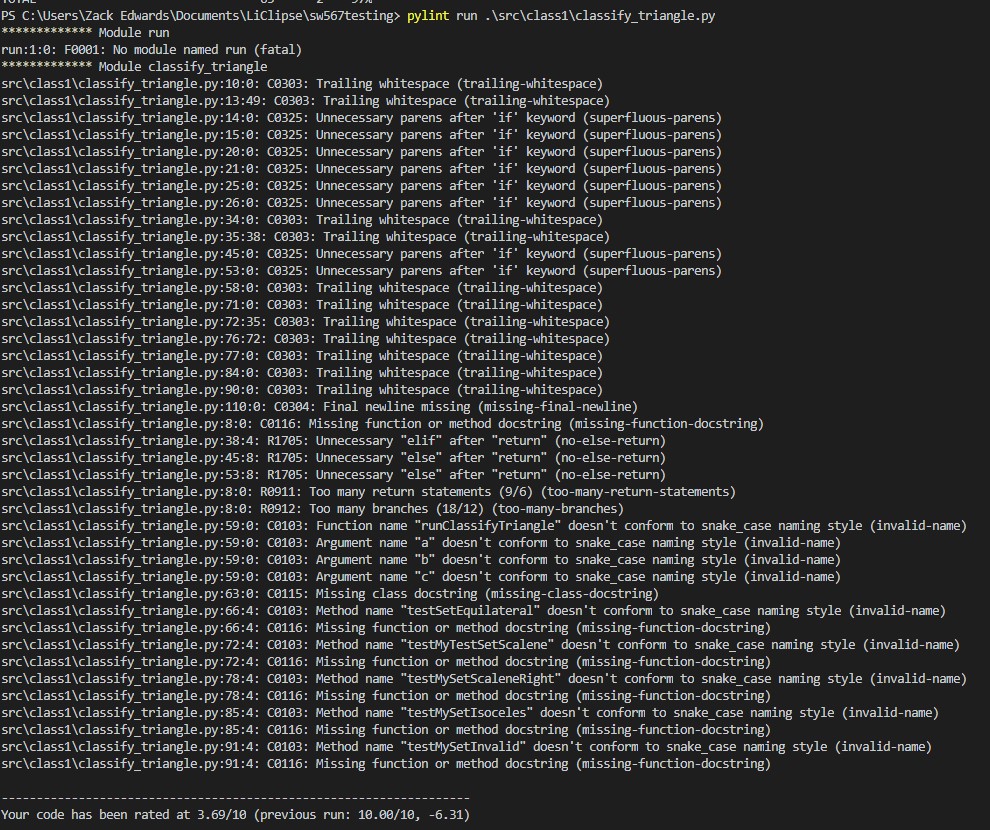 PS C:\Users\Zack Edwards\Documents\LiClipse\sw567testing> pylint run .\src\class1\classify_triangle.py
************* Module run
run:1:0: F0001: No module named run (fatal)
************* Module classify_triangle
src\class1\classify_triangle.py:10:0: C0303: Trailing whitespace (trailing-whitespace)
src\class1\classify_triangle.py:13:49: C0303: Trailing whitespace (trailing-whitespace)
src\class1\classify_triangle.py:14:0: C0325: Unnecessary parens after 'if' keyword (superfluous-parens)
src\class1\classify_triangle.py:15:0: C0325: Unnecessary parens after 'if' keyword (superfluous-parens)
src\class1\classify_triangle.py:20:0: C0325: Unnecessary parens after 'if' keyword (superfluous-parens)
src\class1\classify_triangle.py:21:0: C0325: Unnecessary parens after 'if' keyword (superfluous-parens)
src\class1\classify_triangle.py:25:0: C0325: Unnecessary parens after 'if' keyword (superfluous-parens)
src\class1\classify_triangle.py:26:0: C0325: Unnecessary parens after 'if' keyword (superfluous-parens)
src\class1\classify_triangle.py:34:0: C0303: Trailing whitespace (trailing-whitespace)
src\class1\classify_triangle.py:35:38: C0303: Trailing whitespace (trailing-whitespace)
src\class1\classify_triangle.py:45:0: C0325: Unnecessary parens after 'if' keyword (superfluous-parens)
src\class1\classify_triangle.py:53:0: C0325: Unnecessary parens after 'if' keyword (superfluous-parens)
src\class1\classify_triangle.py:58:0: C0303: Trailing whitespace (trailing-whitespace)
src\class1\classify_triangle.py:71:0: C0303: Trailing whitespace (trailing-whitespace)
src\class1\classify_triangle.py:72:35: C0303: Trailing whitespace (trailing-whitespace)
src\class1\classify_triangle.py:76:72: C0303: Trailing whitespace (trailing-whitespace)
src\class1\classify_triangle.py:77:0: C0303: Trailing whitespace (trailing-whitespace)
src\class1\classify_triangle.py:84:0: C0303: Trailing whitespace (trailing-whitespace)
src\class1\classify_triangle.py:90:0: C0303: Trailing whitespace (trailing-whitespace)
src\class1\classify_triangle.py:110:0: C0304: Final newline missing (missing-final-newline)
src\class1\classify_triangle.py:8:0: C0116: Missing function or method docstring (missing-function-docstring)
src\class1\classify_triangle.py:38:4: R1705: Unnecessary "elif" after "return" (no-else-return)
src\class1\classify_triangle.py:45:8: R1705: Unnecessary "else" after "return" (no-else-return)
src\class1\classify_triangle.py:53:8: R1705: Unnecessary "else" after "return" (no-else-return)
src\class1\classify_triangle.py:8:0: R0911: Too many return statements (9/6) (too-many-return-statements)
src\class1\classify_triangle.py:8:0: R0912: Too many branches (18/12) (too-many-branches)
src\class1\classify_triangle.py:59:0: C0103: Function name "runClassifyTriangle" doesn't conform to snake_case naming style (invalid-name)
src\class1\classify_triangle.py:59:0: C0103: Argument name "a" doesn't conform to snake_case naming style (invalid-name)
src\class1\classify_triangle.py:59:0: C0103: Argument name "b" doesn't conform to snake_case naming style (invalid-name)
src\class1\classify_triangle.py:59:0: C0103: Argument name "c" doesn't conform to snake_case naming style (invalid-name)
src\class1\classify_triangle.py:63:0: C0115: Missing class docstring (missing-class-docstring)
src\class1\classify_triangle.py:66:4: C0103: Method name "testSetEquilateral" doesn't conform to snake_case naming style (invalid-name)
src\class1\classify_triangle.py:66:4: C0116: Missing function or method docstring (missing-function-docstring)
src\class1\classify_triangle.py:72:4: C0103: Method name "testMyTestSetScalene" doesn't conform to snake_case naming style (invalid-name)
src\class1\classify_triangle.py:72:4: C0116: Missing function or method docstring (missing-function-docstring)
src\class1\classify_triangle.py:78:4: C0103: Method name "testMySetScaleneRight" doesn't conform to snake_case naming style (invalid-name)
src\class1\classify_triangle.py:78:4: C0116: Missing function or method docstring (missing-function-docstring)
src\class1\classify_triangle.py:85:4: C0103: Method name "testMySetIsoceles" doesn't conform to snake_case naming style (invalid-name)
src\class1\classify_triangle.py:85:4: C0116: Missing function or method docstring (missing-function-docstring)
src\class1\classify_triangle.py:91:4: C0103: Method name "testMySetInvalid" doesn't conform to snake_case naming style (invalid-name)
src\class1\classify_triangle.py:91:4: C0116: Missing function or method docstring (missing-function-docstring)
-------------------------------------------------------------------
Your code has been rated at 3.69/10 (previous run: 10.00/10, -6.31)